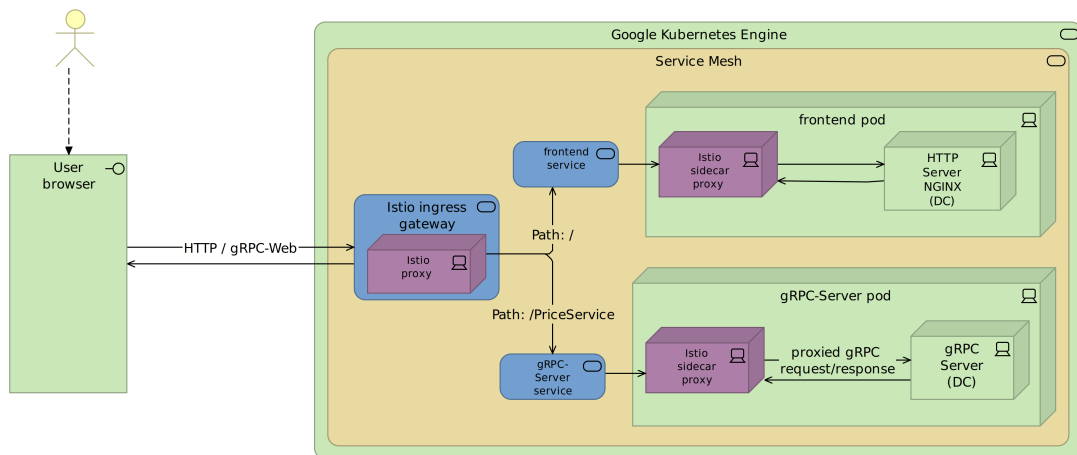 Google Kubernetes Engine
Service Mesh
User
browser
HTTP / gRPC-Web
Istio ingress
gateway
Istio
proxy
Path: /
Path: /PriceService
frontend
service
gRPC-
Server
service
frontend pod
Istio
sidecar
proxy
HTTP
Server
NGINX
(DC)
gRPC-Server pod
Istio
sidecar
proxy
proxied gRPC
request/response
gRPC
Server
(DC)